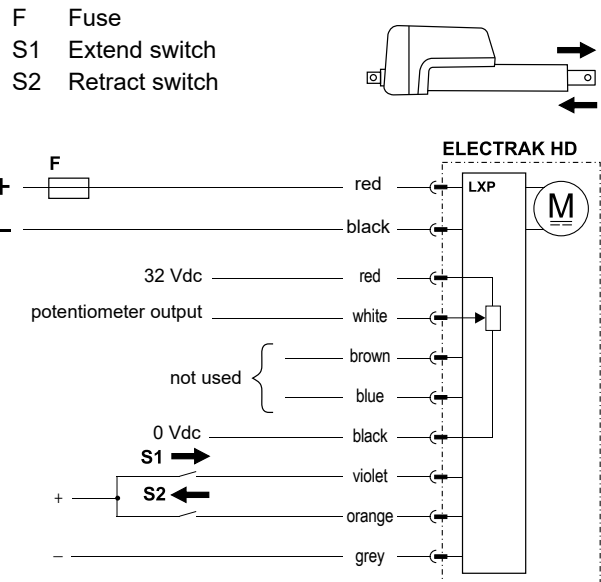 F Fuse
S1 Extend switch
S2 Retract switch
ELECTRAK HD
F
+ red LXP M
– black
32 Vdc red
potentiometer output white
brown
not used
blue
0 Vdc black
S1
violet
+ S2
orange
– grey